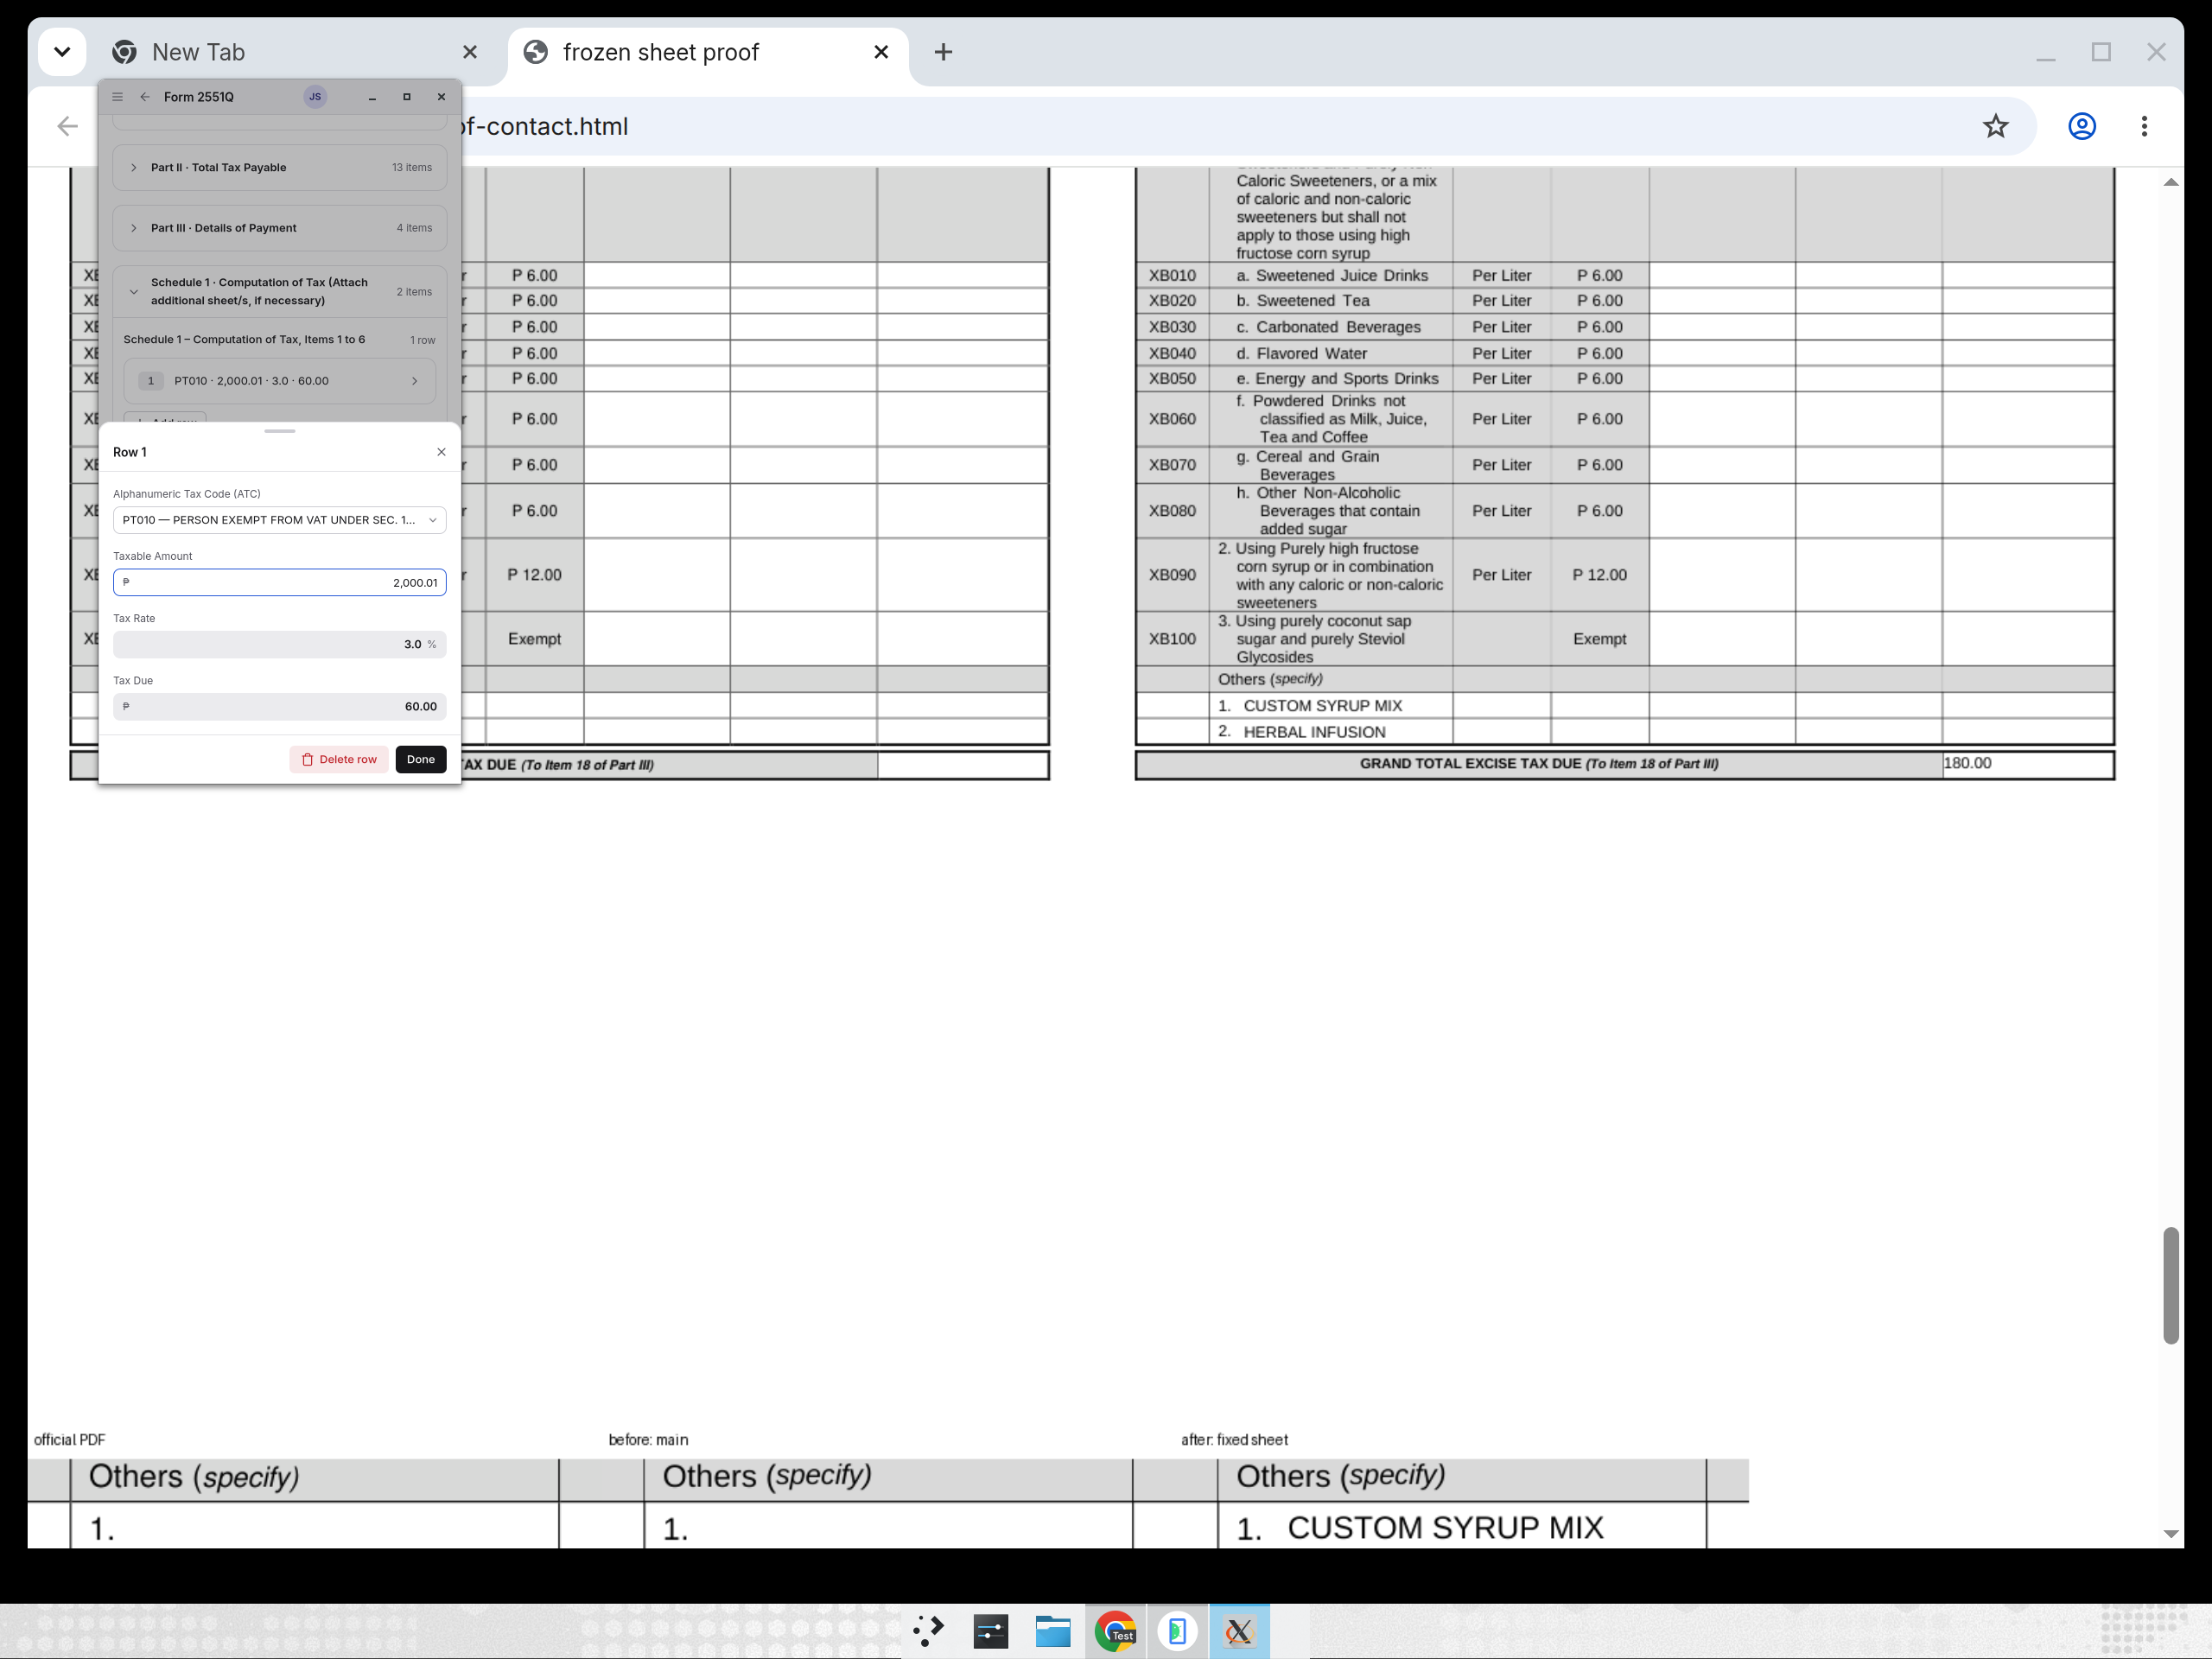 New Tab
frozen sheet proof
of-contact.html
Form 2551Q
JS
Part II · Total Tax Payable
13 items
Part III · Details of Payment
4 items
Schedule 1 · Computation of Tax (Attach
additional sheet/s, if necessary)
2 items
Schedule 1 – Computation of Tax, Items 1 to 6
1 row
1 PT010 · 2,000.01 · 3.0 · 60.00
Row 1
Alphanumeric Tax Code (ATC)
PT010 — PERSON EXEMPT FROM VAT UNDER SEC. 1...
Taxable Amount
₱ 2,000.01
Tax Rate
3.0 %
Tax Due
₱ 60.00
Delete row
Done
P 6.00
P 6.00
P 6.00
P 6.00
P 6.00
P 6.00
P 6.00
P 6.00
P 12.00
Exempt
TAX DUE (To Item 18 of Part III)
Caloric Sweeteners, or a mix
of caloric and non-caloric
sweeteners but shall not
apply to those using high
fructose corn syrup
XB010 a. Sweetened Juice Drinks Per Liter P 6.00
XB020 b. Sweetened Tea Per Liter P 6.00
XB030 c. Carbonated Beverages Per Liter P 6.00
XB040 d. Flavored Water Per Liter P 6.00
XB050 e. Energy and Sports Drinks Per Liter P 6.00
f. Powdered Drinks not
XB060 classified as Milk, Juice, Per Liter P 6.00
Tea and Coffee
g. Cereal and Grain
XB070 Per Liter P 6.00
Beverages
h. Other Non-Alcoholic
XB080 Beverages that contain Per Liter P 6.00
added sugar
2. Using Purely high fructose
corn syrup or in combination
XB090 Per Liter P 12.00
with any caloric or non-caloric
sweeteners
3. Using purely coconut sap
XB100 sugar and purely Steviol Exempt
Glycosides
Others (specify)
1. CUSTOM SYRUP MIX
2. HERBAL INFUSION
GRAND TOTAL EXCISE TAX DUE (To Item 18 of Part III) 180.00
official PDF
before: main
after: fixed sheet
Others (specify)
Others (specify)
Others (specify)
1.
1.
1. CUSTOM SYRUP MIX
Test